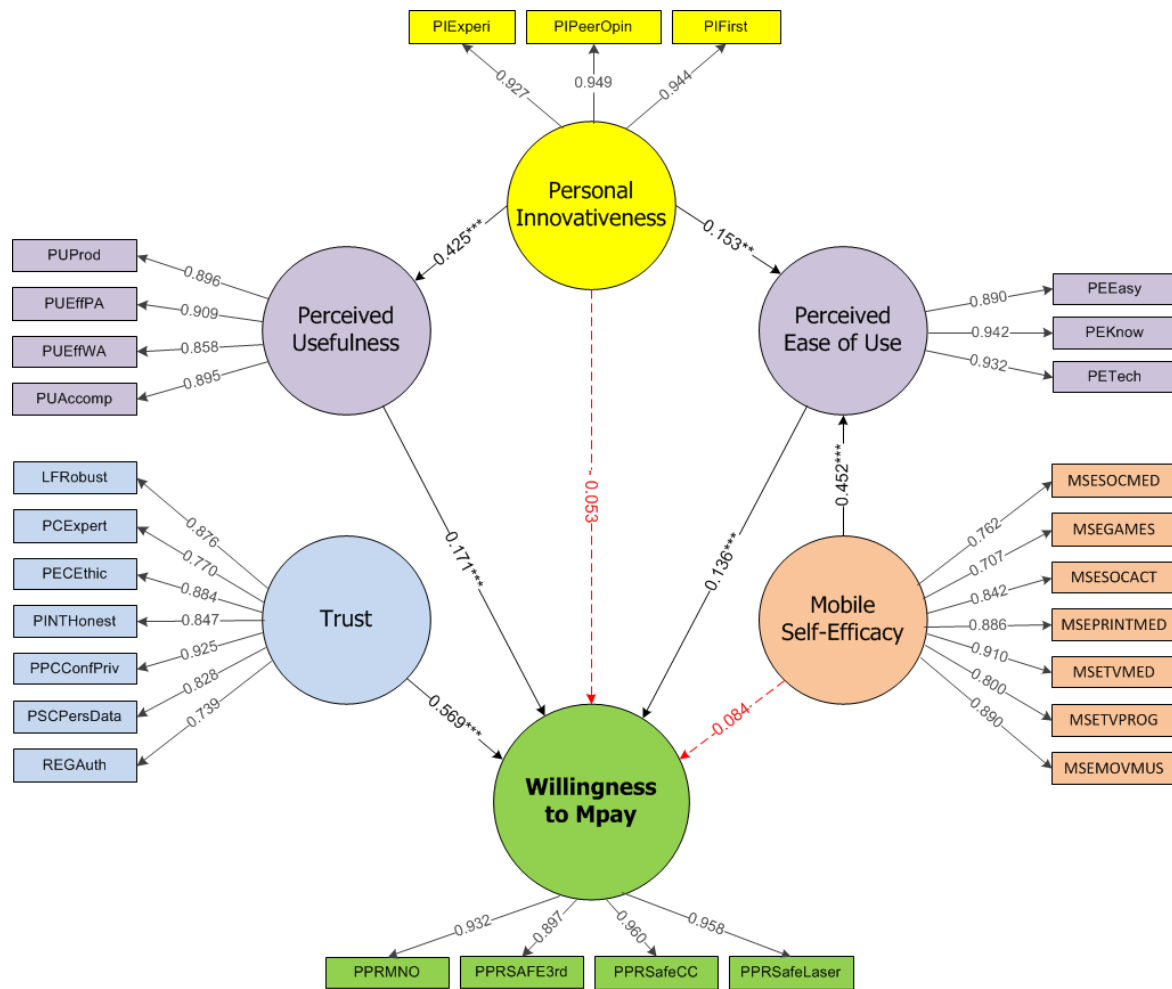 PIExperi
PIPeerOpin
PIFirst
0.927
0.949
0.944
Personal
Innovativeness
0.425***
0.153**
PUProd
PUEffPA
PUEffWA
PUAccomp
0.896
0.909
0.858
0.895
Perceived
Usefulness
Perceived
Ease of Use
0.890
0.942
0.932
PEEasy
PEKnow
PETech
0.171***
- 0.053
0.136***
0.452***
LFRobust
PCExpert
PECEthic
PINTHonest
PPCConfPriv
PSCPersData
REGAuth
0.876
0.770
0.884
0.847
0.925
0.828
0.739
Trust
0.569***
Mobile
Self-Efficacy
-0.084
0.762
0.707
0.842
0.886
0.910
0.800
0.890
MSESOCMED
MSEGAMES
MSESOCACT
MSEPRINTMED
MSETVMED
MSETVPROG
MSEMOVMUS
Willingness
to Mpay
0.932
0.897
0.960
0.958
PPRMNO
PPRSAFE3rd
PPRSafeCC
PPRSafeLaser